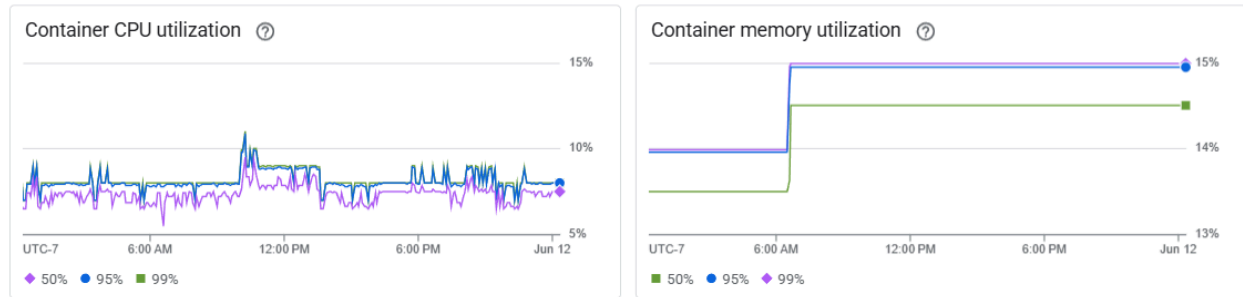 Container CPU utilization ?
15%
10%
5%
UTC-7 6:00 AM 12:00 PM 6:00 PM Jun 12
50% 95% 99%
Container memory utilization ?
15%
14%
13%
UTC-7 6:00 AM 12:00 PM 6:00 PM Jun 12
50% 95% 99%